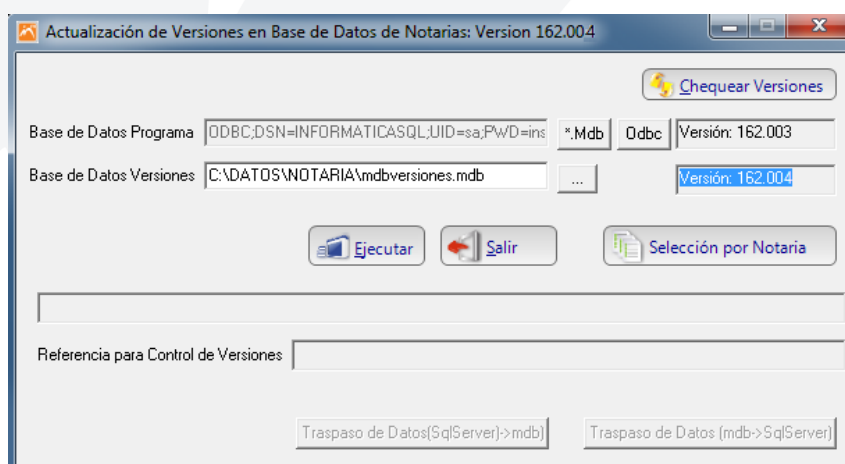 Actualización de Versiones en Base de Datos de Notarias: Version 162.004
Chequear Versiones
Base de Datos Programa ODBC;DSN=INFORMATICASQL;UID=sa;PWD=ins *.Mdb Odbc Versión: 162.003
Base de Datos Versiones C:\DATOS\NOTARIA\mdbversiones.mdb ... Versión: 162.004
Ejecutar Salir Selección por Notaria
Referencia para Control de Versiones
Traspaso de Datos(SqlServer)->mdb) Traspaso de Datos (mdb->SqlServer)